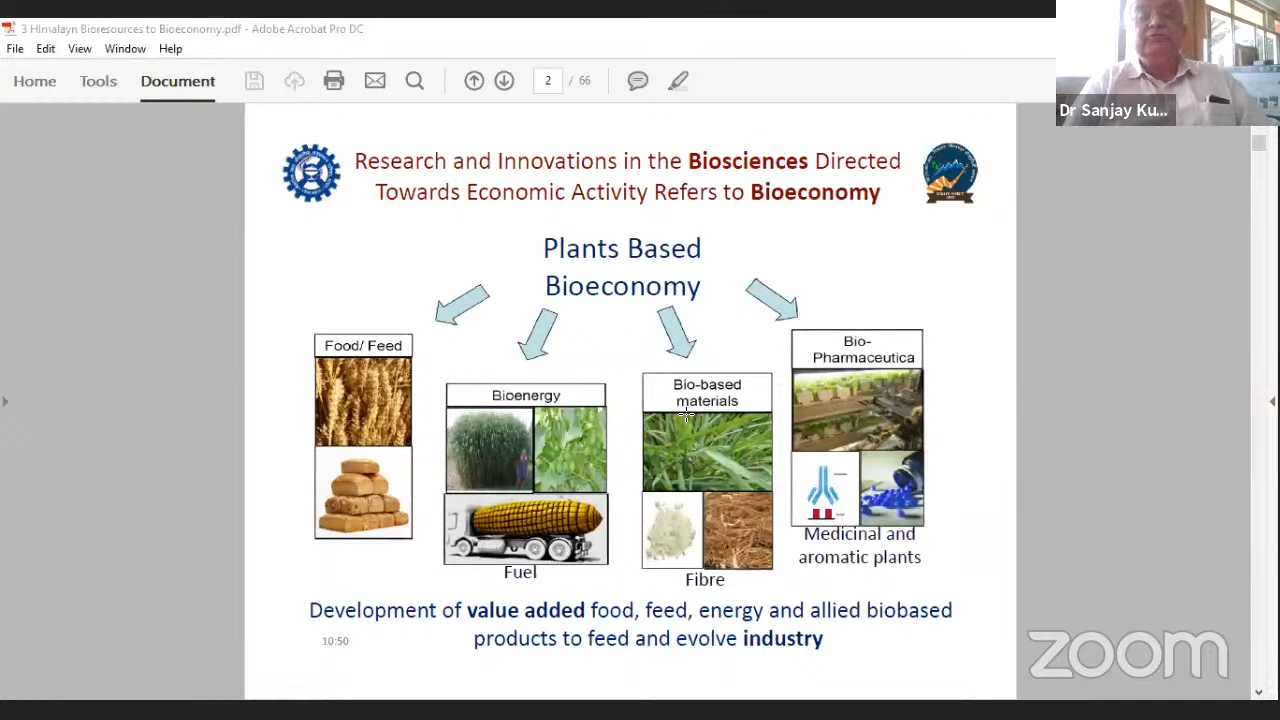 3 HImalayn Bioresources to Bioeconomy.pdf - Adobe Acrobat Pro DC
File Edit View Window Help
Home Tools Document 2 / 66
Dr Sanjay Ku...
Research and Innovations in the Biosciences Directed
Towards Economic Activity Refers to Bioeconomy
Plants Based
Bioeconomy
Food/ Feed
Bioenergy
Fuel
Bio-based
materials
Fibre
Bio-
Pharmaceutica
Medicinal and
aromatic plants
Development of value added food, feed, energy and allied biobased
products to feed and evolve industry
10:50
zoom